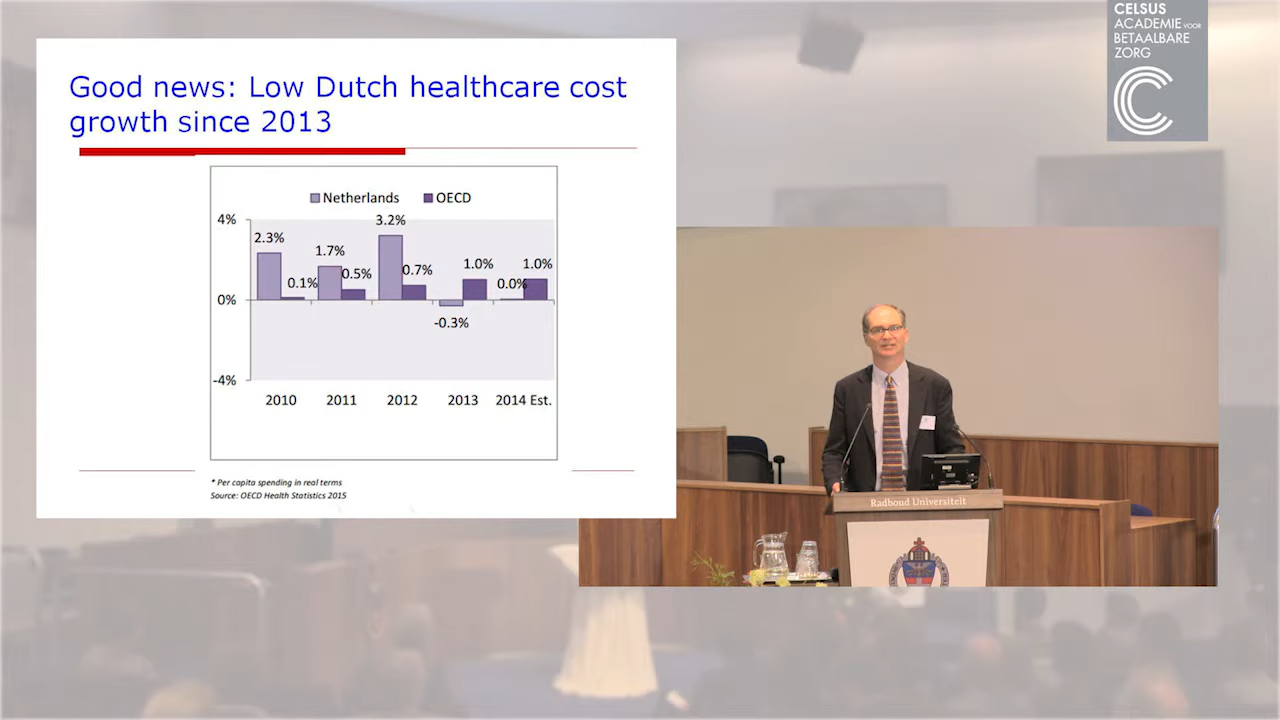 Good news: Low Dutch healthcare cost
growth since 2013
Netherlands OECD
4%
0%
-4%
2.3%
0.1%
1.7%
0.5%
3.2%
0.7%
-0.3%
1.0%
0.0%
1.0%
2010 2011 2012 2013 2014 Est.
* Per capita spending in real terms
Source: OECD Health Statistics 2015
CELSUS
ACADEMIE VOOR
BETAALBARE
ZORG
Radboud Universiteit